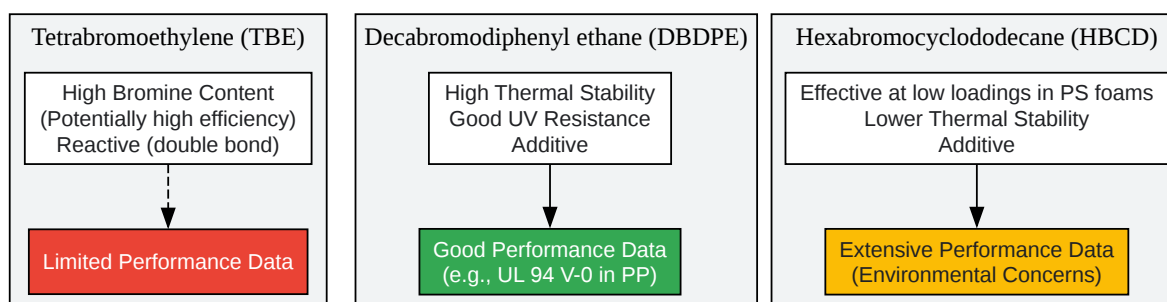 Tetrabromoethylene (TBE)
High Bromine Content
(Potentially high efficiency)
Reactive (double bond)
Limited Performance Data
Decabromodiphenyl ethane (DBDPE)
High Thermal Stability
Good UV Resistance
Additive
Good Performance Data
(e.g., UL 94 V-0 in PP)
Hexabromocyclododecane (HBCD)
Effective at low loadings in PS foams
Lower Thermal Stability
Additive
Extensive Performance Data
(Environmental Concerns)